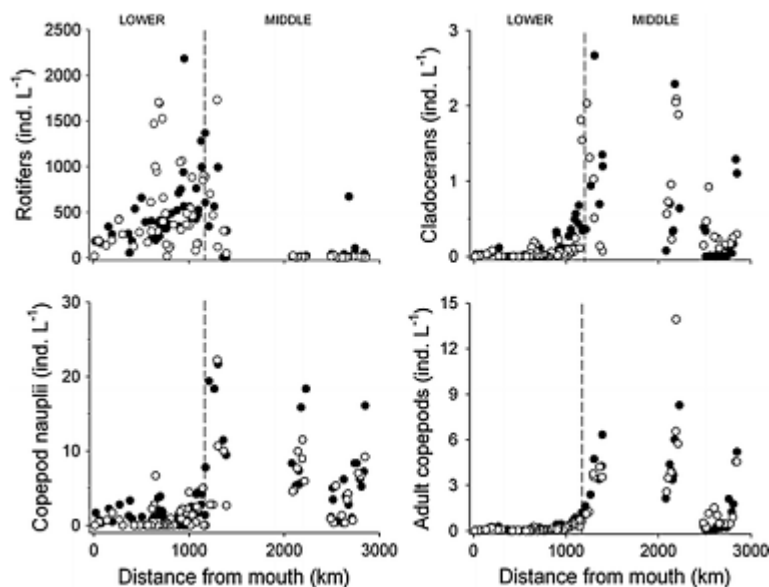 LOWER MIDDLE
Rotifers (ind. L⁻¹)
2500
2000
1500
1000
500
0
LOWER MIDDLE
Cladocerans (ind. L⁻¹)
3
2
1
0
Copepod nauplii (ind. L⁻¹)
30
20
10
0
0 1000 2000 3000
Distance from mouth (km)
Adult copepods (ind. L⁻¹)
15
12
9
6
3
0
0 1000 2000 3000
Distance from mouth (km)